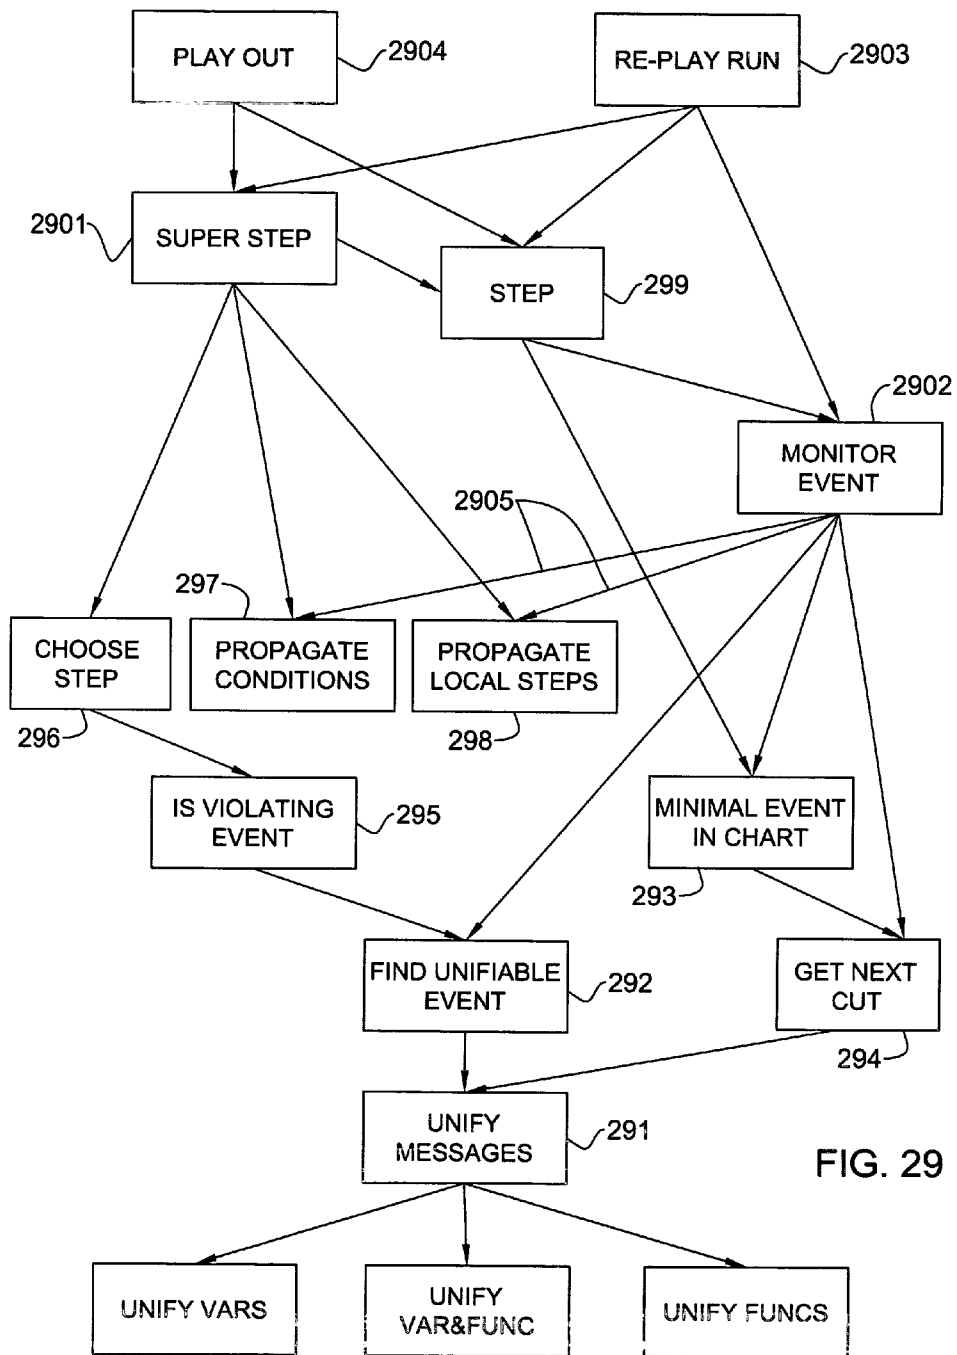 PLAY OUT
2904
RE-PLAY RUN
2903
2901
SUPER STEP
STEP
299
2902
MONITOR
EVENT
2905
297
CHOOSE
STEP
PROPAGATE
CONDITIONS
PROPAGATE
LOCAL STEPS
296
298
IS VIOLATING
EVENT
295
MINIMAL EVENT
IN CHART
293
FIND UNIFIABLE
EVENT
292
GET NEXT
CUT
294
UNIFY
MESSAGES
291
FIG. 29
UNIFY VARS
UNIFY
VAR&FUNC
UNIFY FUNCS